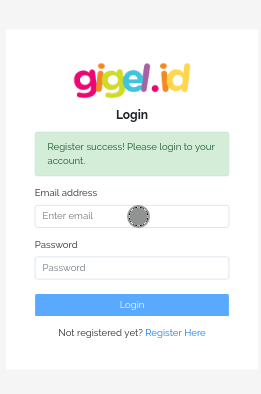 gigel.id
Login
Register success! Please login to your
account.
Email address
Enter email
Password
Password
Login
Not registered yet? Register Here